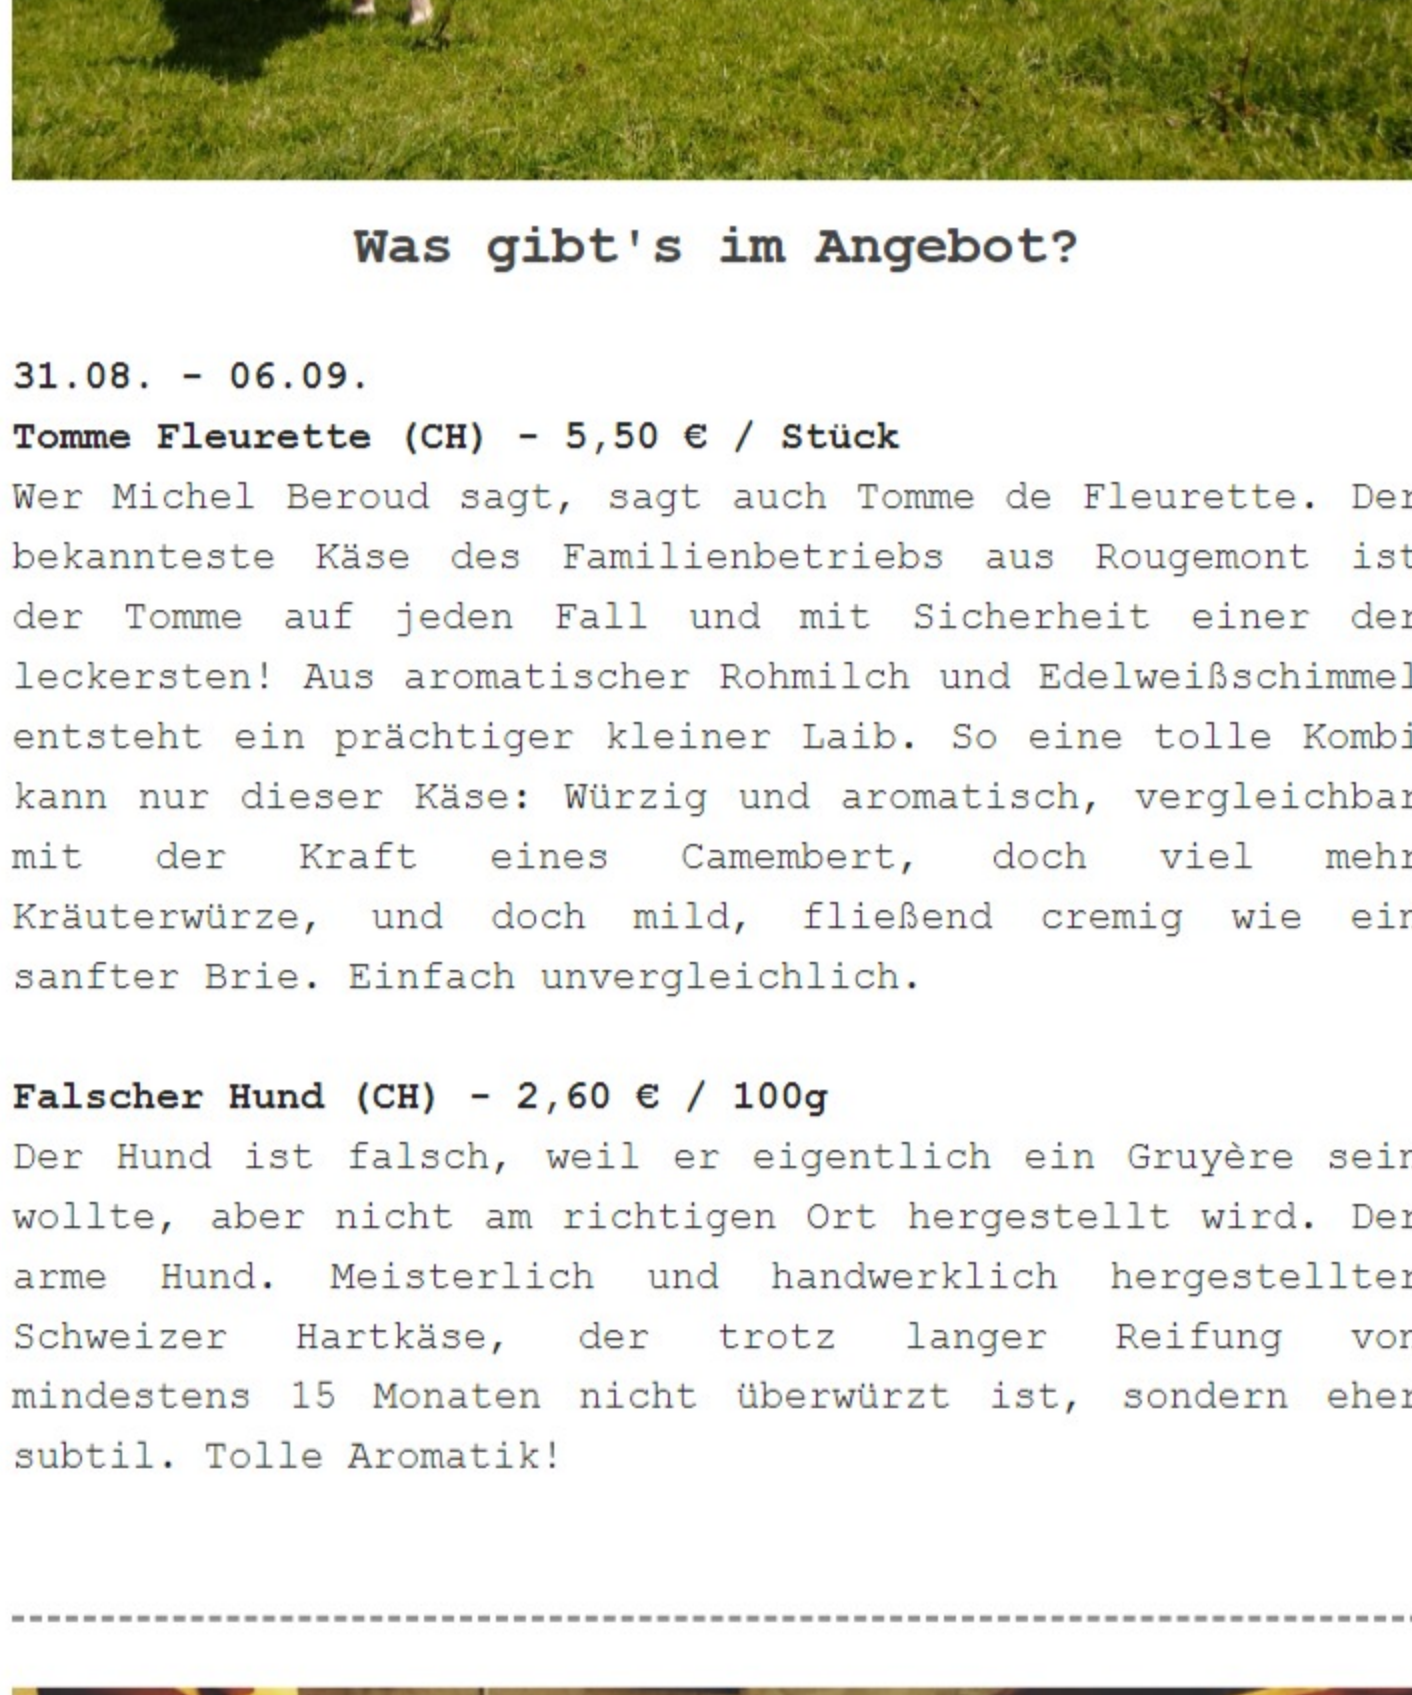 Was gibt's im Angebot?
31.08. - 06.09.
Tomme Fleurette (CH) - 5,50 € / Stück
Wer Michel Beroud sagt, sagt auch Tomme de Fleurette. Der
bekannteste Käse des Familienbetriebs aus Rougemont ist
der Tomme auf jeden Fall und mit Sicherheit einer der
leckersten! Aus aromatischer Rohmilch und Edelweißschimmel
entsteht ein prächtiger kleiner Laib. So eine tolle Kombi
kann nur dieser Käse: Würzig und aromatisch, vergleichbar
mit der Kraft eines Camembert, doch viel mehr
Kräuterwürze, und doch mild, fließend cremig wie ein
sanfter Brie. Einfach unvergleichlich.
Falscher Hund (CH) - 2,60 € / 100g
Der Hund ist falsch, weil er eigentlich ein Gruyère sein
wollte, aber nicht am richtigen Ort hergestellt wird. Der
arme Hund. Meisterlich und handwerklich hergestellter
Schweizer Hartkäse, der trotz langer Reifung von
mindestens 15 Monaten nicht überwürzt ist, sondern eher
subtil. Tolle Aromatik!